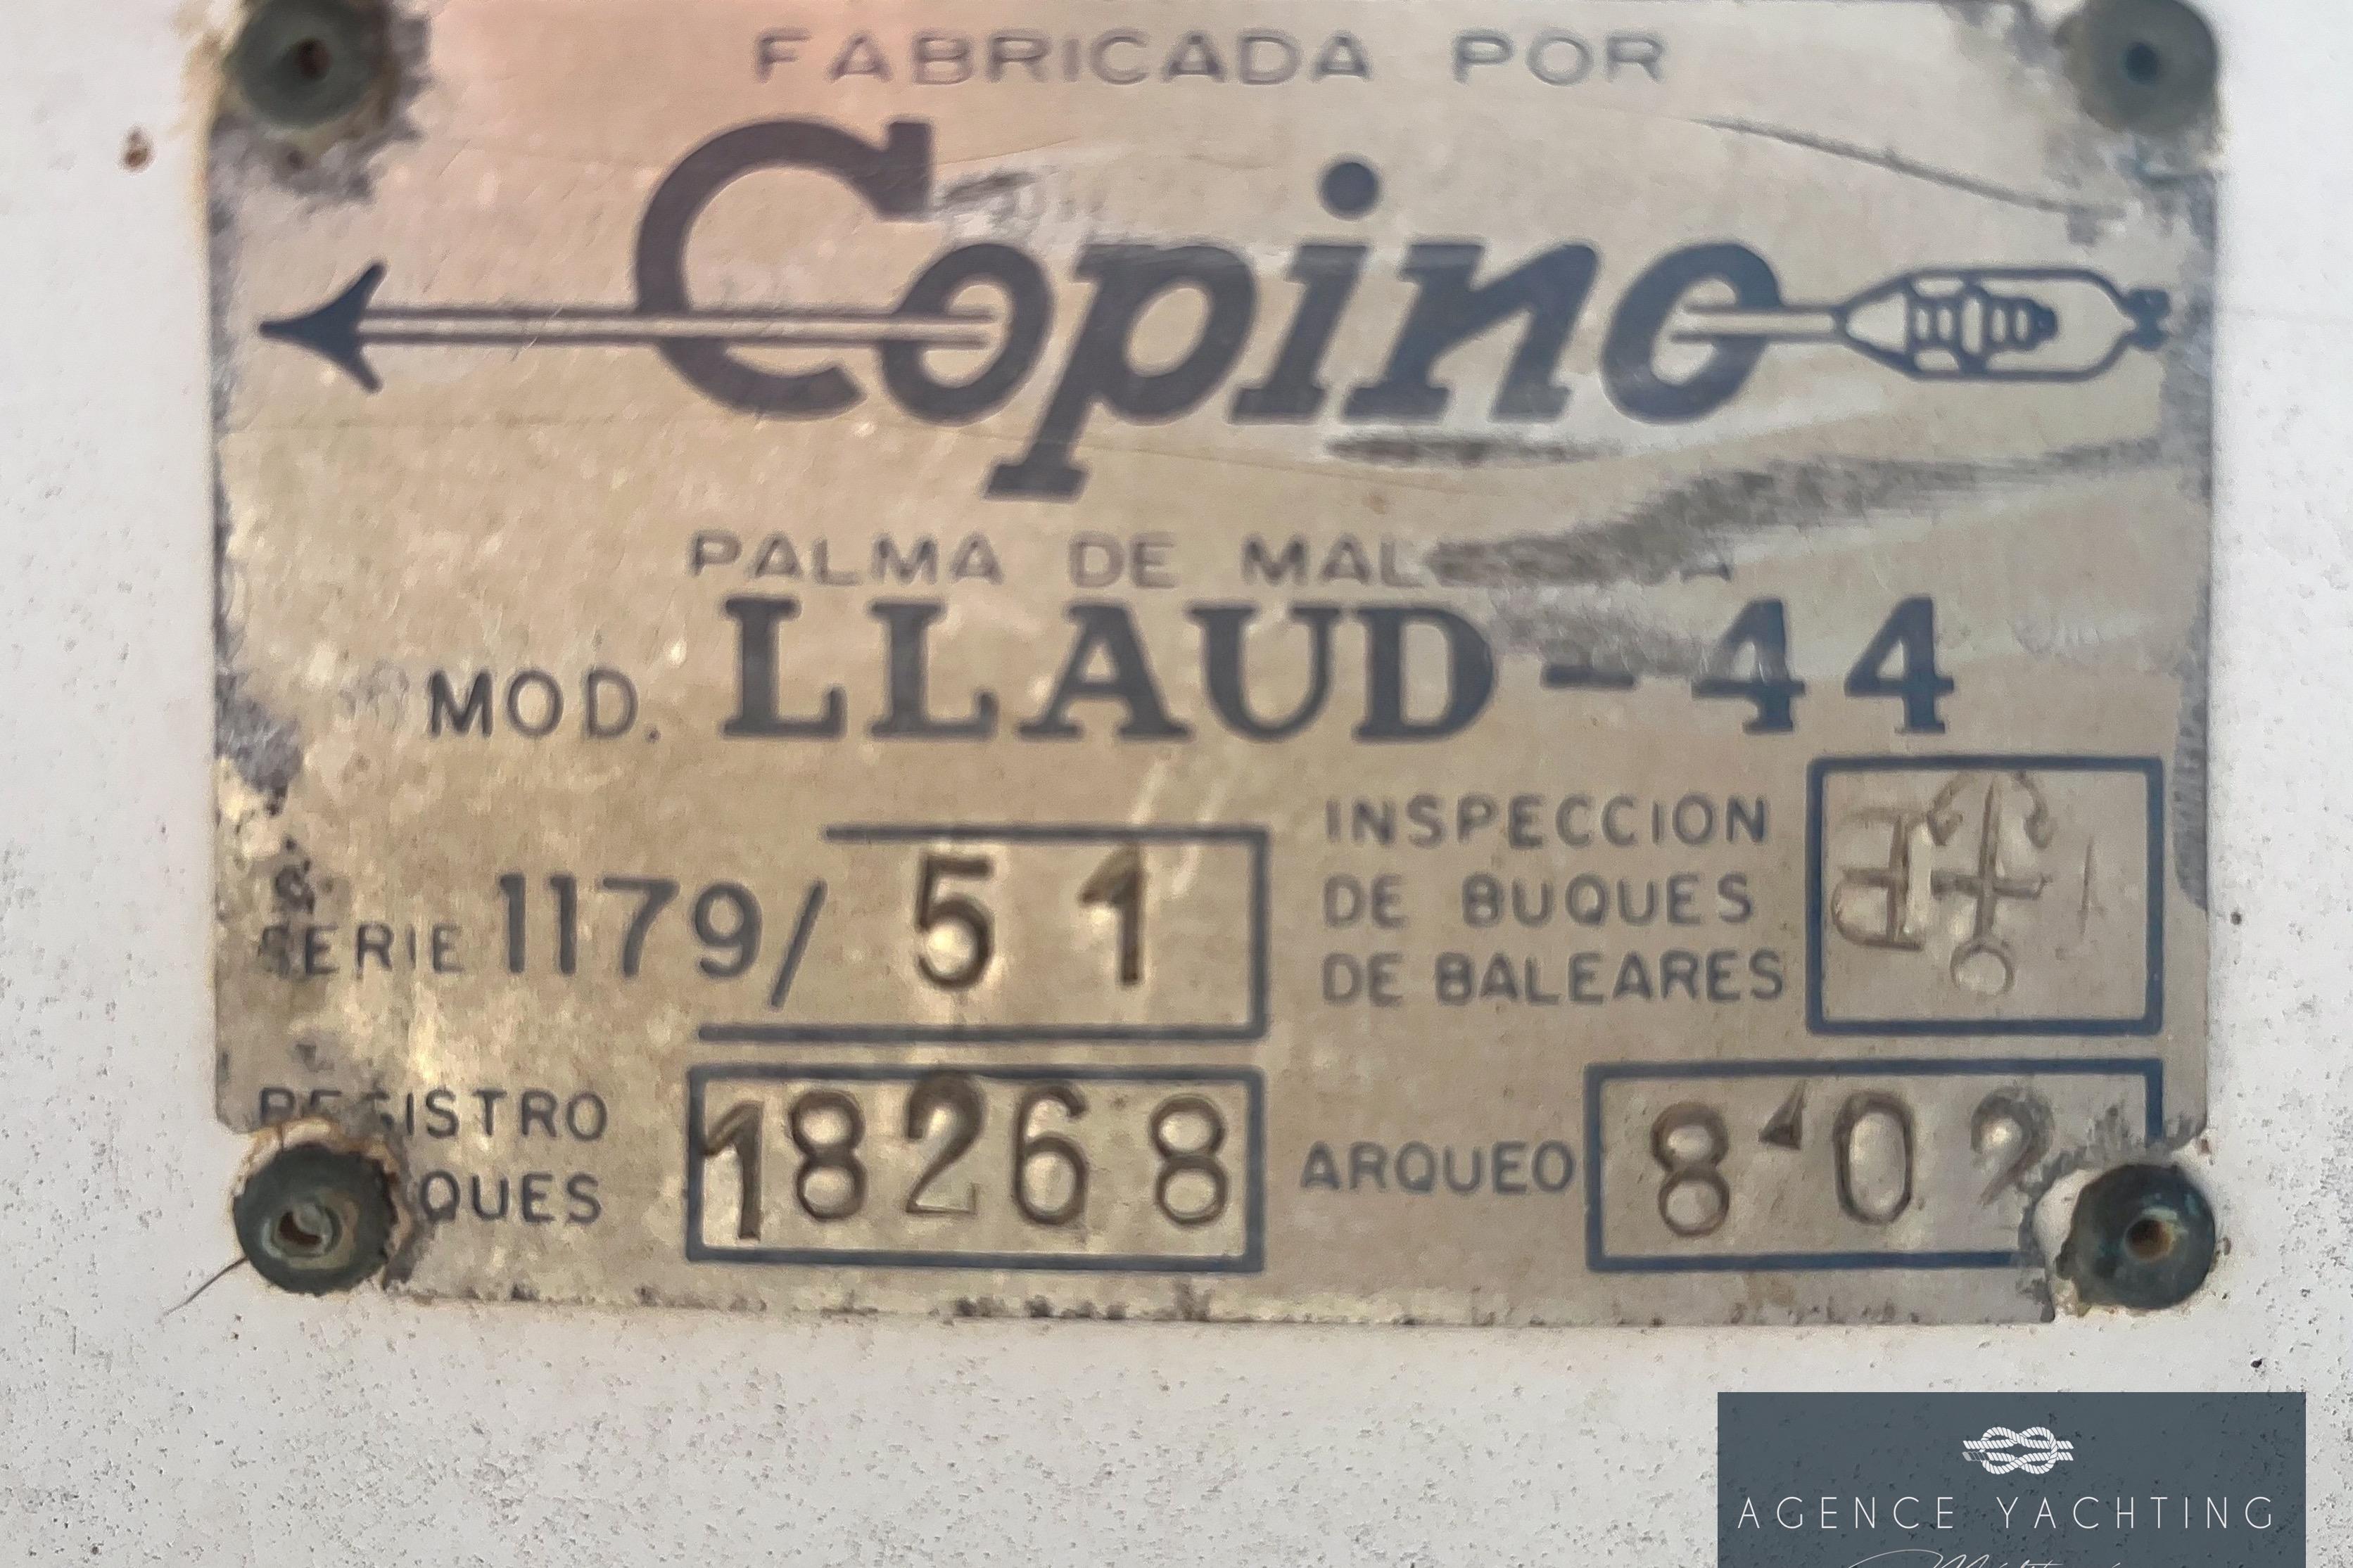 FABRICADA POR
Copino
PALMA DE
MOD. LLAUD-44
SERIE 1179/ 51
INSPECCION
DE BUQUES
DE BALEARES
18268
ARQUEO 8'02
AGENCE YACHTING